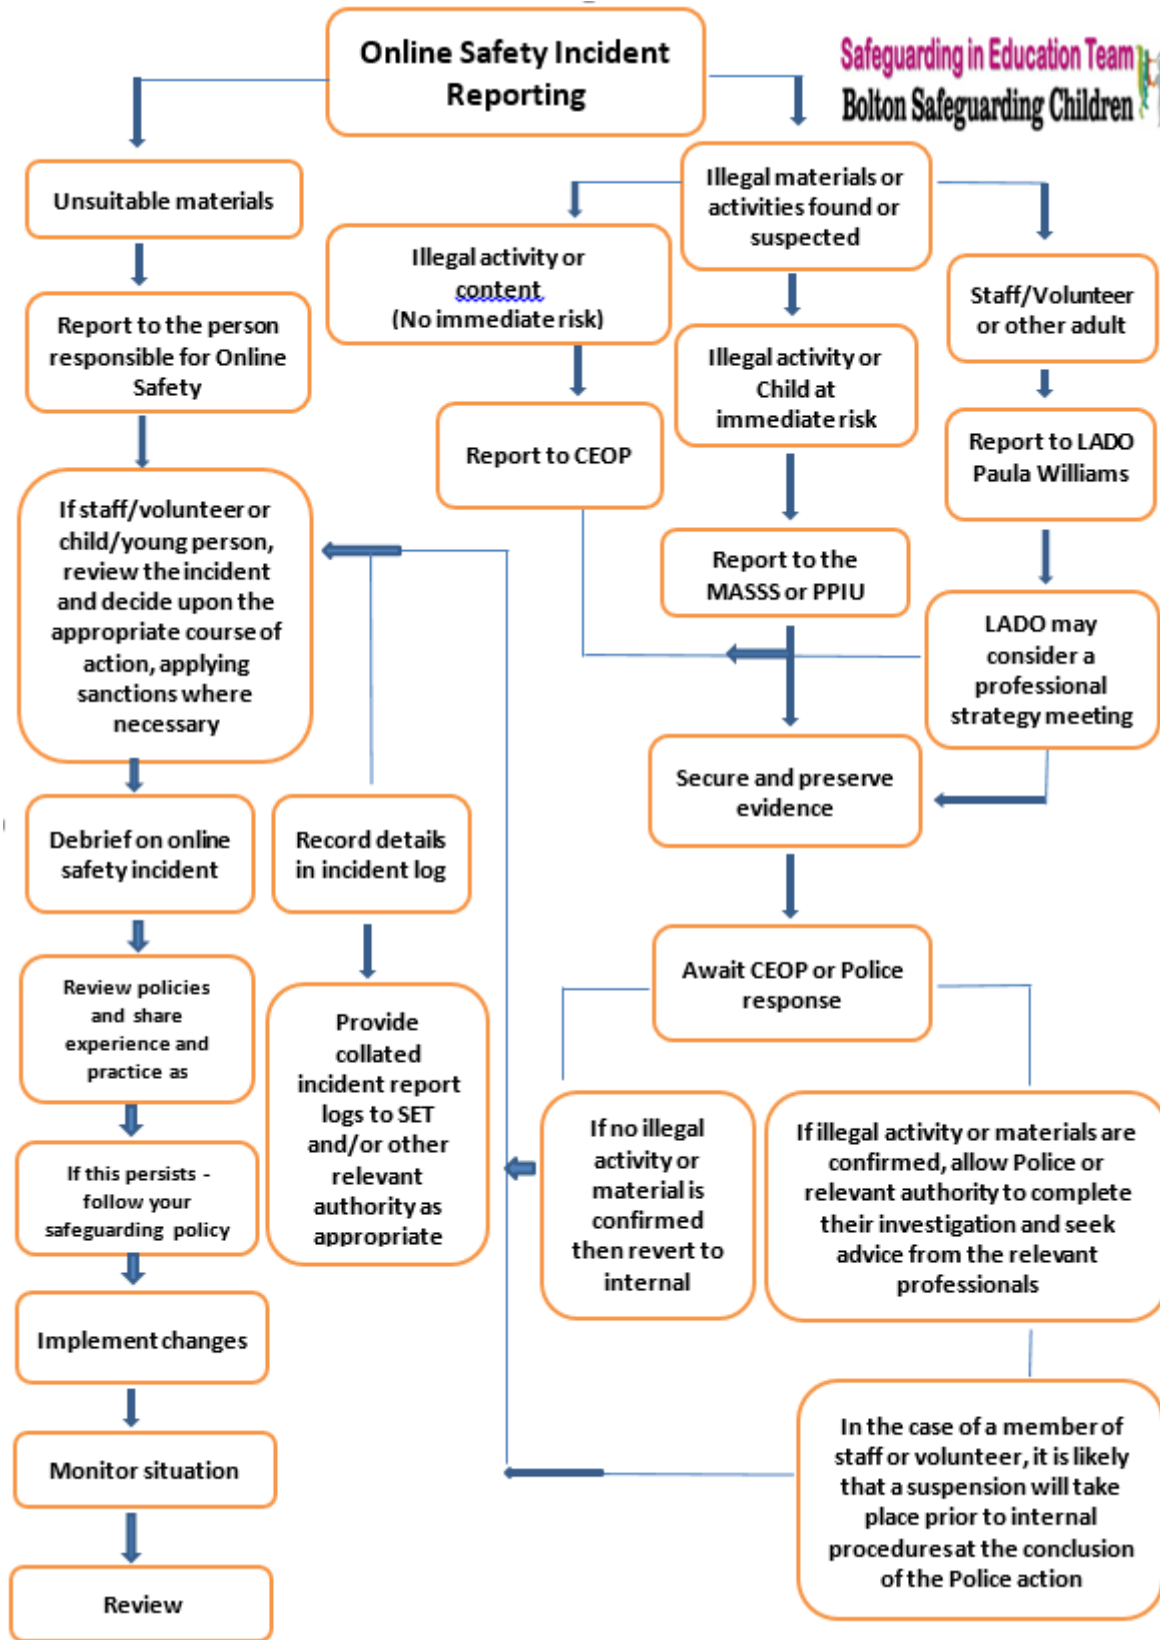 Online Safety Incident
Reporting
Safeguarding in Education Team
Bolton Safeguarding Children
Unsuitable materials
Report to the person
responsible for Online
Safety
If staff/volunteer or
child/young person,
review the incident
and decide upon the
appropriate course of
action, applying
sanctions where
necessary
Debrief on online
safety incident
Review policies
and share
experience and
practice as
If this persists -
follow your
safeguarding policy
Implement changes
Monitor situation
Review
Record details
in incident log
Provide
collated
incident report
logs to SET
and/or other
relevant
authority as
appropriate
Illegal materials or
activities found or
suspected
Illegal activity or
content
(No immediate risk)
Report to CEOP
Illegal activity or
Child at
immediate risk
Report to the
MASSS or PPIU
Staff/Volunteer
or other adult
Report to LADO
Paula Williams
LADO may
consider a
professional
strategy meeting
Secure and preserve
evidence
Await CEOP or Police
response
If no illegal
activity or
material is
confirmed
then revert to
internal
If illegal activity or materials are
confirmed, allow Police or
relevant authority to complete
their investigation and seek
advice from the relevant
professionals
In the case of a member of
staff or volunteer, it is likely
that a suspension will take
place prior to internal
procedures at the conclusion
of the Police action